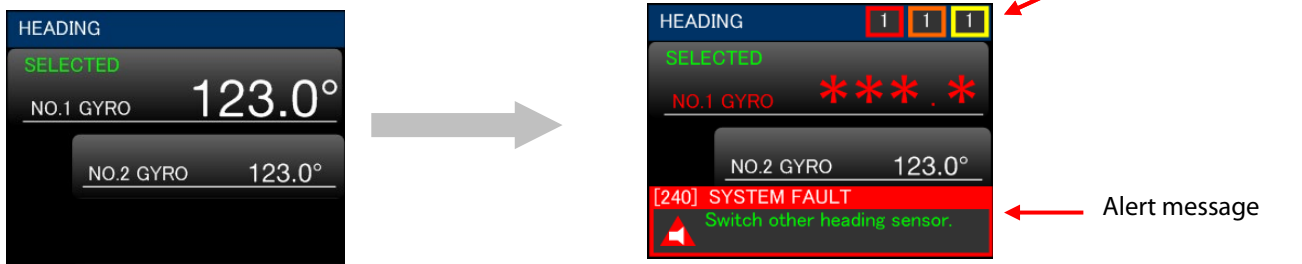 HEADING
SELECTED
NO.1 GYRO 123.0°
NO.2 GYRO 123.0°
HEADING 1 1 1
SELECTED
NO.1 GYRO ***.*
NO.2 GYRO 123.0°
[240] SYSTEM FAULT
Switch other heading sensor.
Alert message